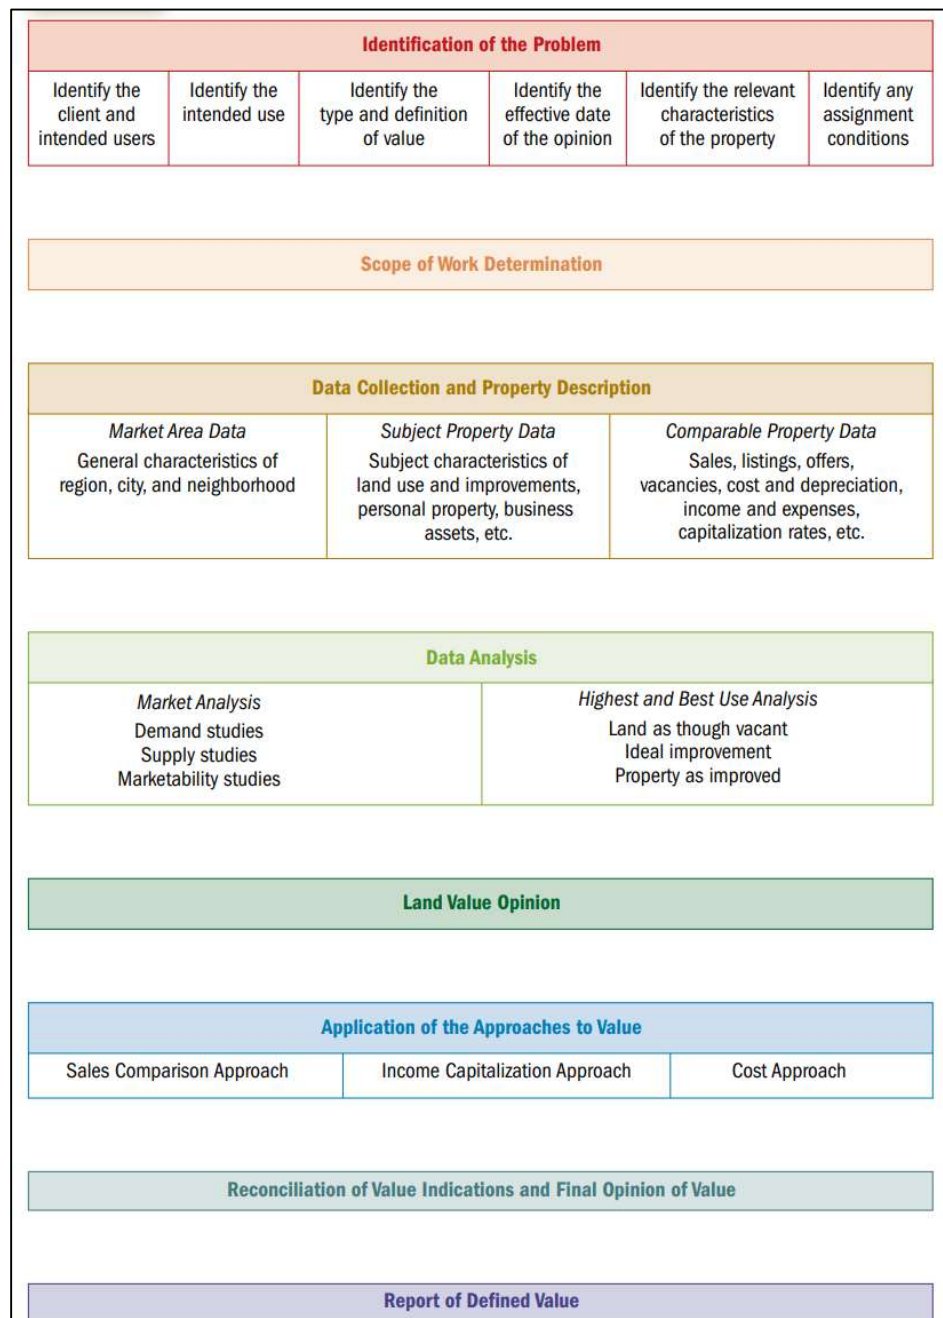 Identification of the Problem
Identify the
client and
intended users
Identify the
intended use
Identify the
type and definition
of value
Identify the
effective date
of the opinion
Identify the relevant
characteristics
of the property
Identify any
assignment
conditions
Scope of Work Determination
Data Collection and Property Description
Market Area Data
General characteristics of
region, city, and neighborhood
Subject Property Data
Subject characteristics of
land use and improvements,
personal property, business
assets, etc.
Comparable Property Data
Sales, listings, offers,
vacancies, cost and depreciation,
income and expenses,
capitalization rates, etc.
Data Analysis
Market Analysis
Demand studies
Supply studies
Marketability studies
Highest and Best Use Analysis
Land as though vacant
Ideal improvement
Property as improved
Land Value Opinion
Application of the Approaches to Value
Sales Comparison Approach
Income Capitalization Approach
Cost Approach
Reconciliation of Value Indications and Final Opinion of Value
Report of Defined Value